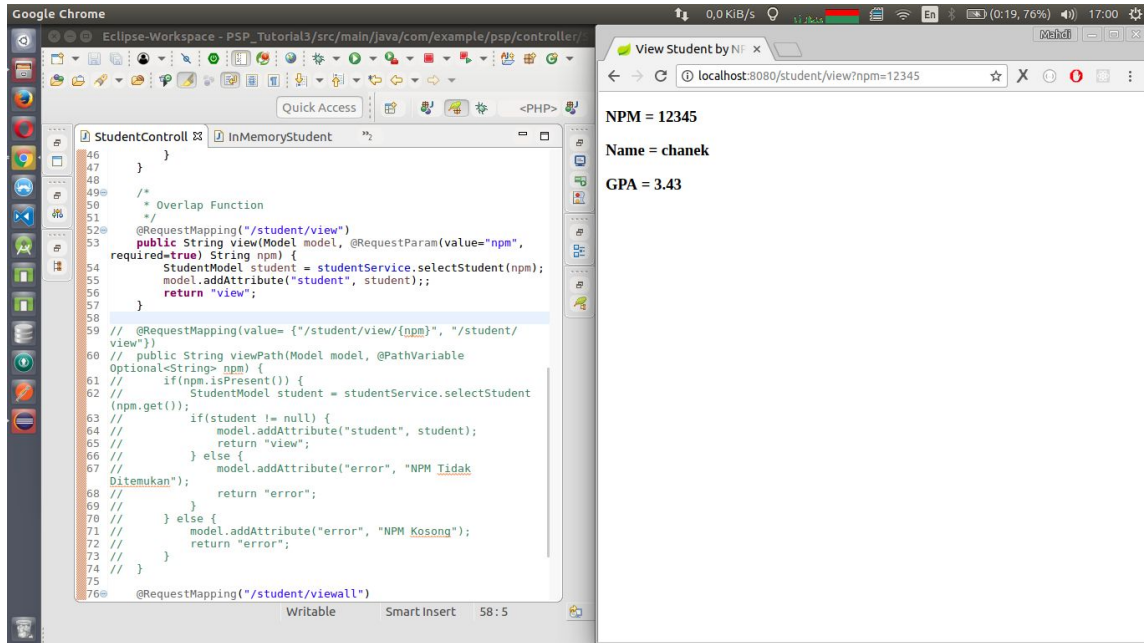 Google Chrome
0,0 KiB/s
En
(0:19, 76%)
17:00
Eclipse-Workspace - PSP_Tutorial3/src/main/java/com/example/psp/controller/
Quick Access
<PHP>
StudentControll
InMemoryStudent
»2
46 }
47 }
48
49 /*
50 * Overlap Function
51 */
52 @RequestMapping("/student/view")
53 public String view(Model model, @RequestParam(value="npm",
required=true) String npm) {
54 StudentModel student = studentService.selectStudent(npm);
55 model.addAttribute("student", student);;
56 return "view";
57 }
58
59 // @RequestMapping(value= {"/student/view/{npm}", "/student/
view"})
60 // public String viewPath(Model model, @PathVariable
Optional<String> npm) {
61 // if(npm.isPresent()) {
62 // StudentModel student = studentService.selectStudent
(npm.get());
63 // if(student != null) {
64 // model.addAttribute("student", student);
65 // return "view";
66 // } else {
67 // model.addAttribute("error", "NPM Tidak
Ditemukan");
68 // return "error";
69 // }
70 // } else {
71 // model.addAttribute("error", "NPM Kosong");
72 // return "error";
73 // }
74 // }
75
76 @RequestMapping("/student/viewall")
Writable
Smart Insert
58 : 5
Mahdi
View Student by NP
localhost:8080/student/view?npm=12345
NPM = 12345
Name = chanek
GPA = 3.43